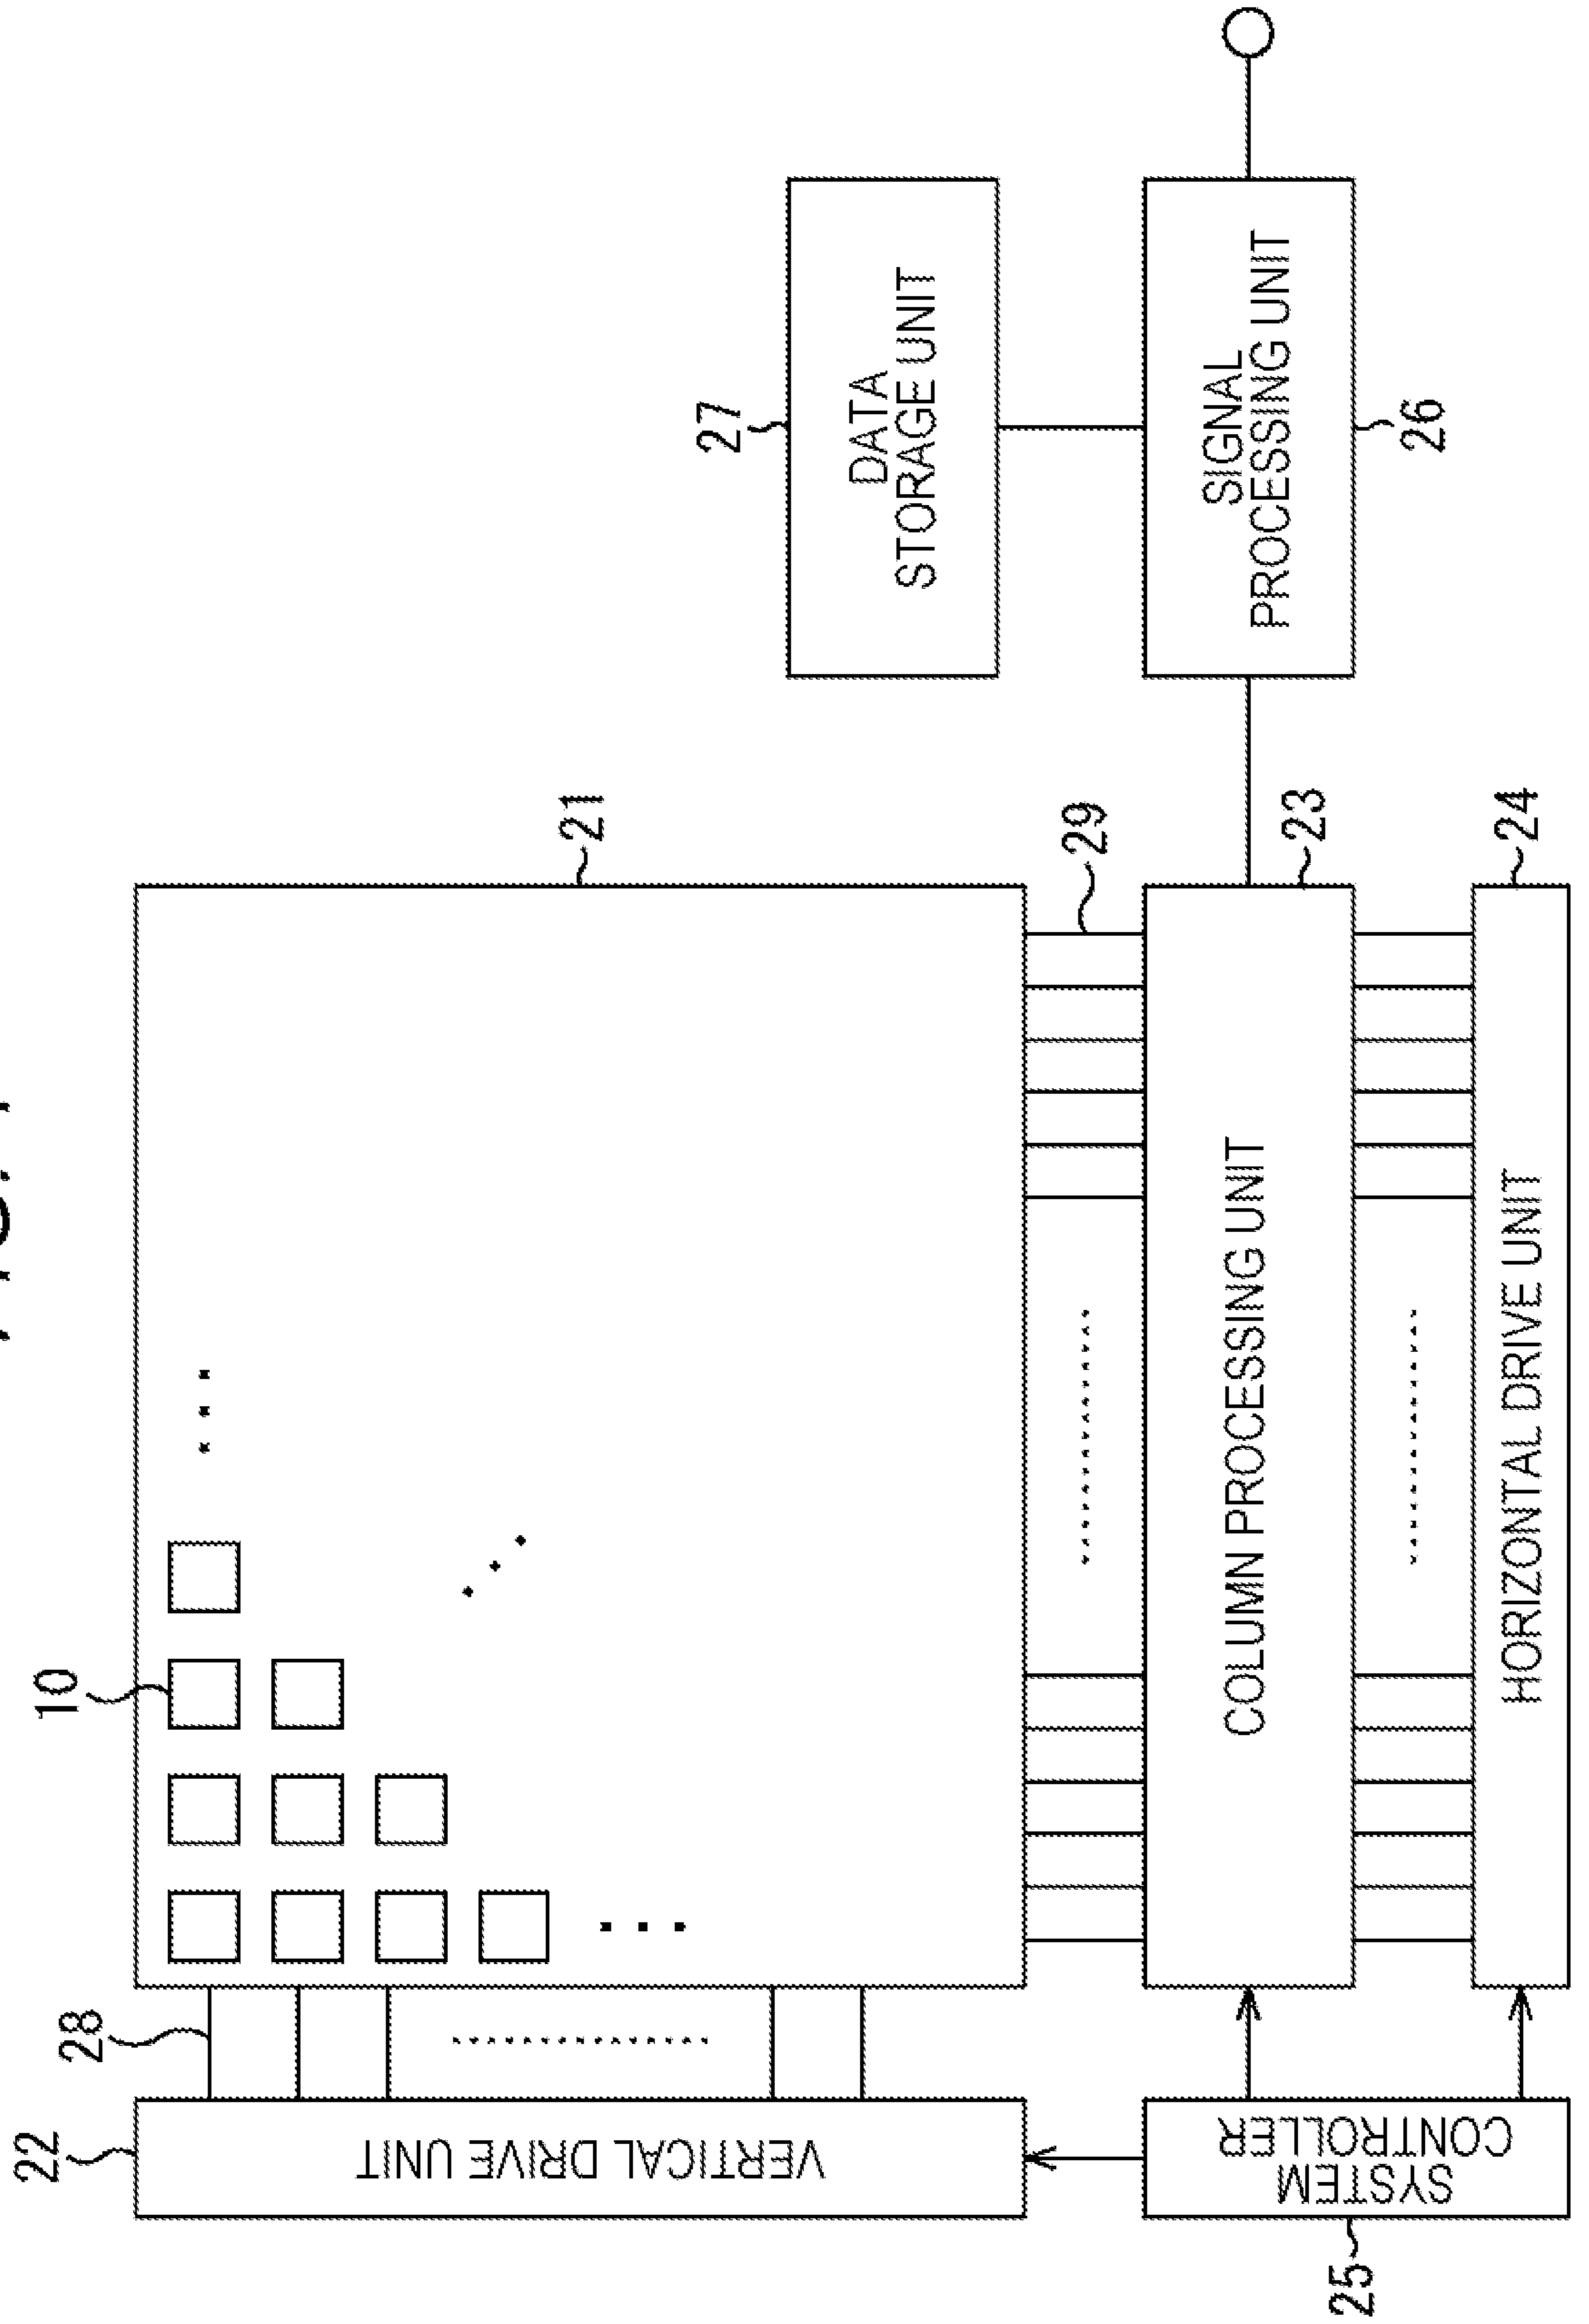 10
22
28
VERTICAL DRIVE UNIT
21
27
DATA
STORAGE UNIT
29
25
SYSTEM
CONTROLLER
COLUMN PROCESSING UNIT
23
SIGNAL
PROCESSING UNIT
26
HORIZONTAL DRIVE UNIT
24